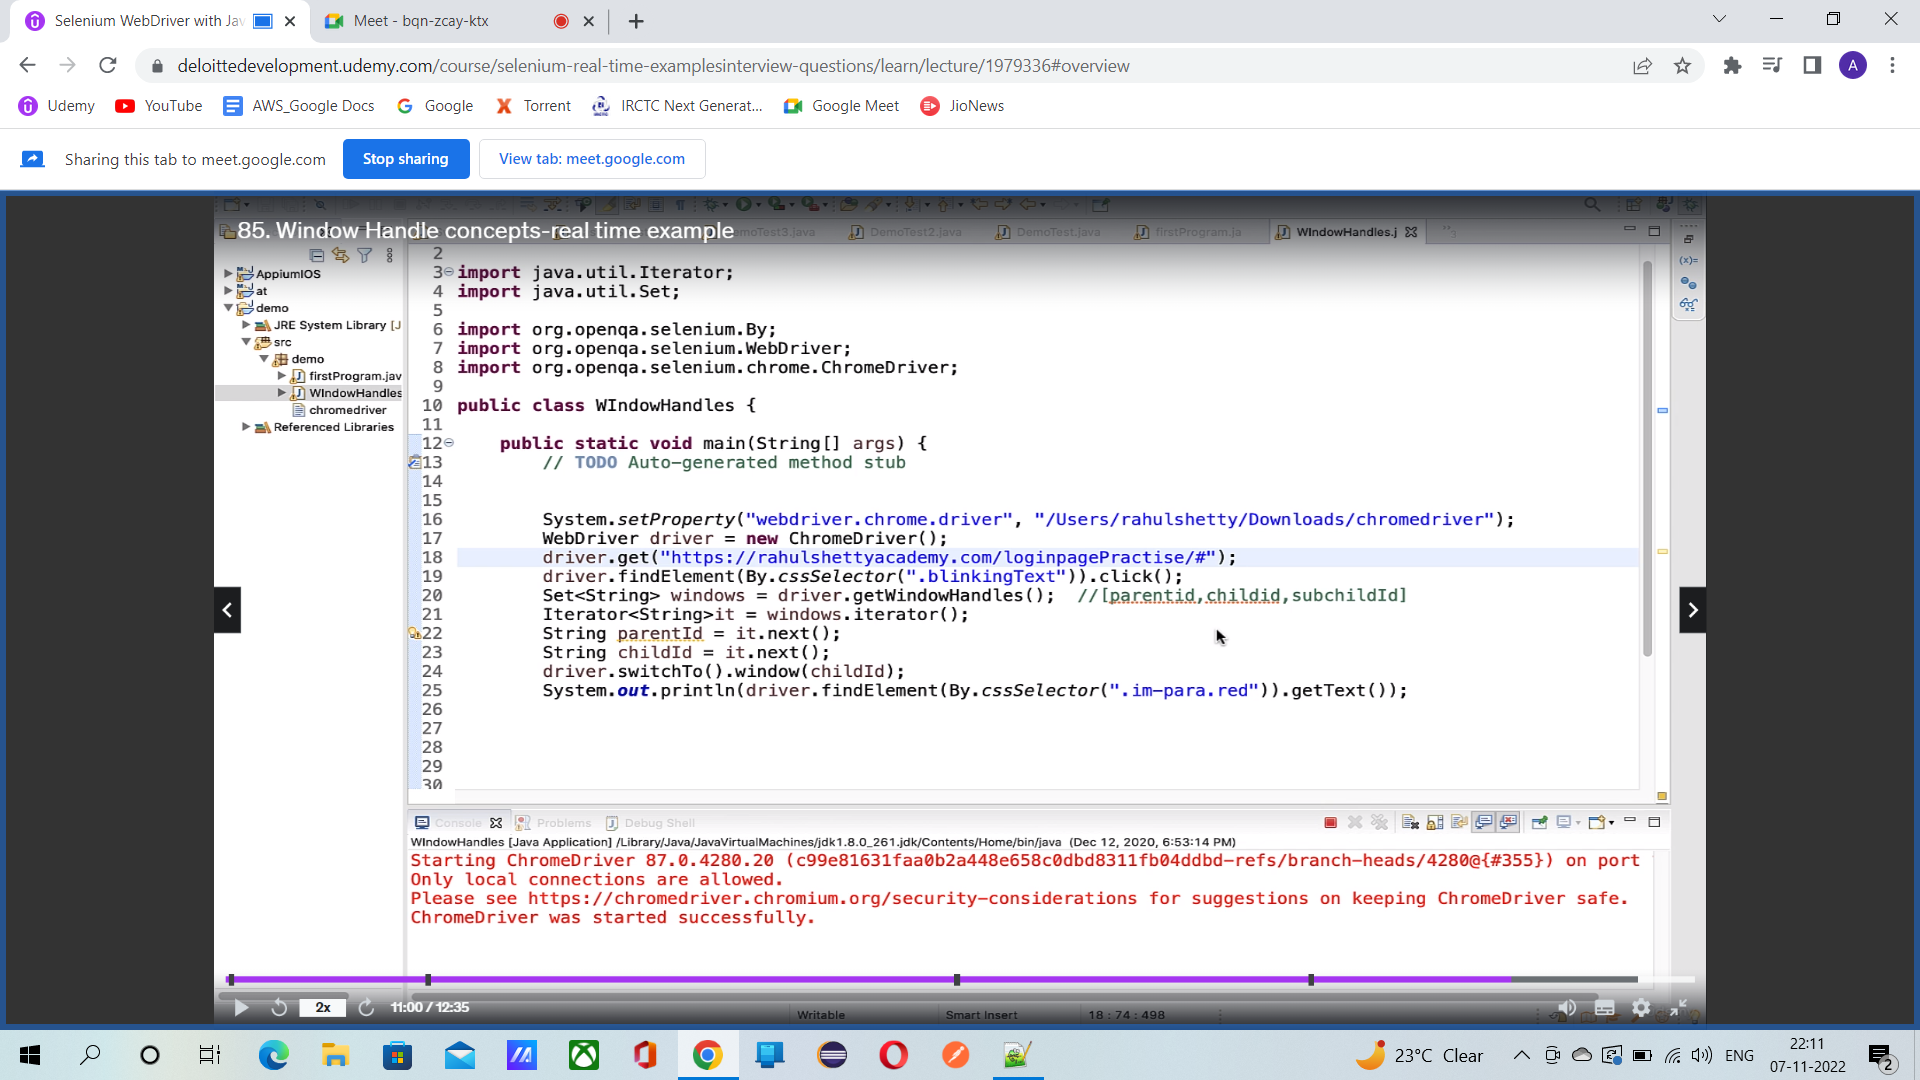 Selenium WebDriver with Jav
Meet - bqn-zcay-ktx
deloittedevelopment.udemy.com/course/selenium-real-time-examplesinterview-questions/learn/lecture/1979336#overview
A
Udemy
YouTube
AWS_Google Docs
Google
Torrent
IRCTC Next Generat...
Google Meet
JioNews
Sharing this tab to meet.google.com
Stop sharing
View tab: meet.google.com
85. Window Handle concepts-real time example
moTest3.java
DemoTest2.java
DemoTest.java
firstProgram.ja
WIndowHandles.j
AppiumIOS
at
demo
JRE System Library [J
src
demo
firstProgram.jav
WIndowHandles
chromedriver
Referenced Libraries
2
3 import java.util.Iterator;
4 import java.util.Set;
5
6 import org.openqa.selenium.By;
7 import org.openqa.selenium.WebDriver;
8 import org.openqa.selenium.chrome.ChromeDriver;
9
10 public class WIndowHandles {
11
12 public static void main(String[] args) {
13 // TODO Auto-generated method stub
14
15
16 System.setProperty("webdriver.chrome.driver", "/Users/rahulshetty/Downloads/chromedriver");
17 WebDriver driver = new ChromeDriver();
18 driver.get("https://rahulshettyacademy.com/loginpagePractise/#");
19 driver.findElement(By.cssSelector(".blinkingText")).click();
20 Set<String> windows = driver.getWindowHandles(); //[parentid,childid,subchildId]
21 Iterator<String>it = windows.iterator();
22 String parentId = it.next();
23 String childId = it.next();
24 driver.switchTo().window(childId);
25 System.out.println(driver.findElement(By.cssSelector(".im-para.red")).getText());
26
27
28
29
30
Console
Problems
Debug Shell
WIndowHandles [Java Application] /Library/Java/JavaVirtualMachines/jdk1.8.0_261.jdk/Contents/Home/bin/java (Dec 12, 2020, 6:53:14 PM)
Starting ChromeDriver 87.0.4280.20 (c99e81631faa0b2a448e658c0dbd8311fb04ddbd-refs/branch-heads/4280@{#355}) on port
Only local connections are allowed.
Please see https://chromedriver.chromium.org/security-considerations for suggestions on keeping ChromeDriver safe.
ChromeDriver was started successfully.
2x
11:00 / 12:35
Writable
Smart Insert
18 : 74 : 498
23°C Clear
ENG
22:11
07-11-2022
2